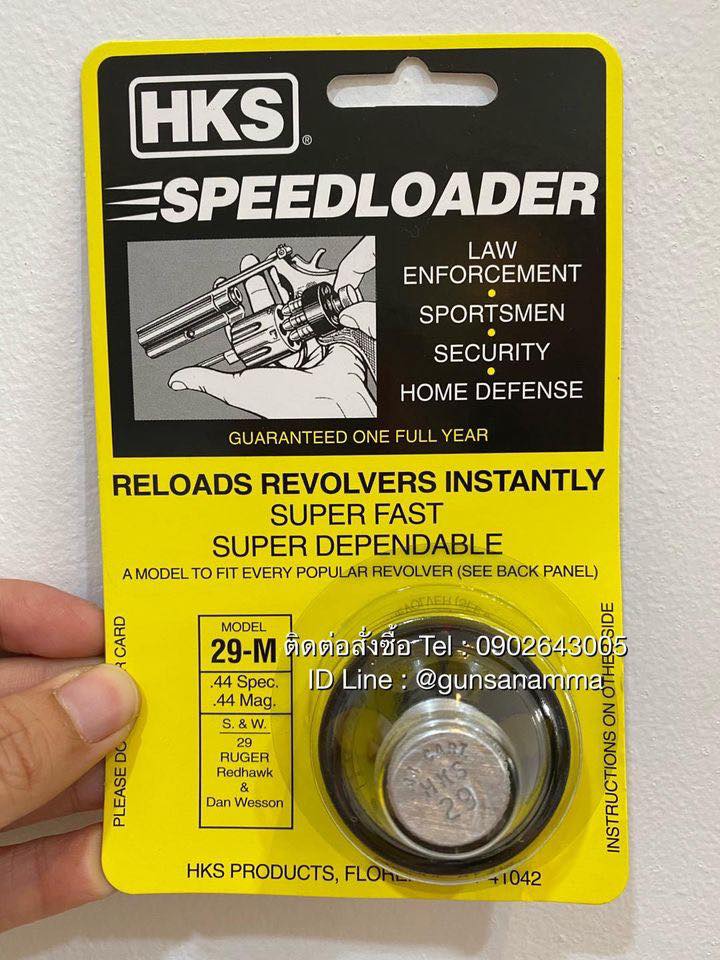 HKS®
SPEEDLOADER
LAW
ENFORCEMENT
•
SPORTSMEN
•
SECURITY
•
HOME DEFENSE
GUARANTEED ONE FULL YEAR
RELOADS REVOLVERS INSTANTLY
SUPER FAST
SUPER DEPENDABLE
A MODEL TO FIT EVERY POPULAR REVOLVER (SEE BACK PANEL)
PLEASE CARD
MODEL
29-M
.44 Spec.
.44 Mag.
S. & W.
29
RUGER
Redhawk
&
Dan Wesson
ติดต่อสั่งซื้อ Tel : 0902643005
ID Line : @gunsanamma
CART
HKS
29
INSTRUCTIONS ON OTHER SIDE
HKS PRODUCTS, 41042